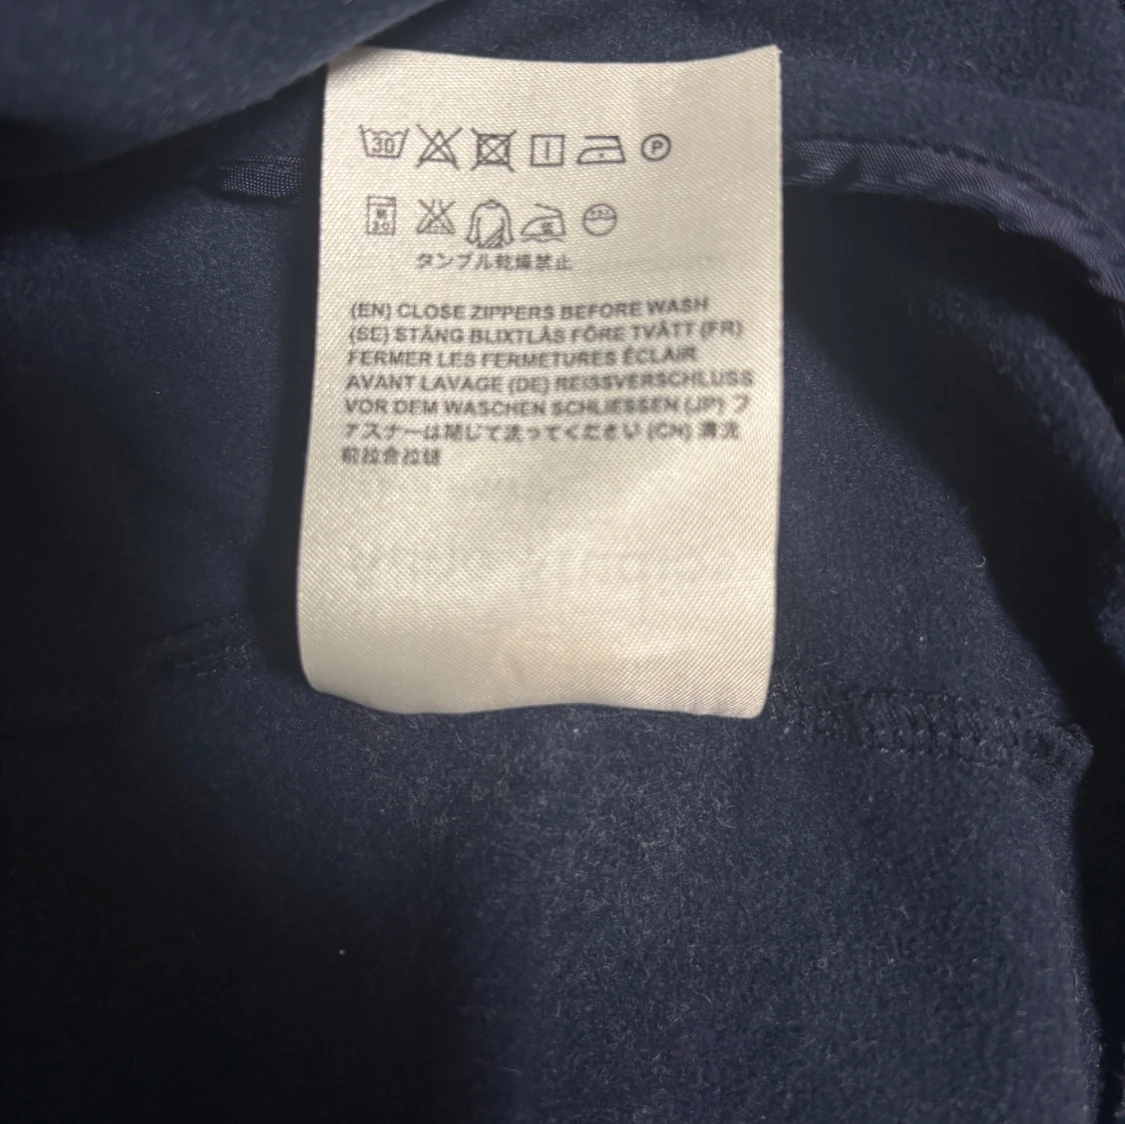 30
P
タンブル乾燥禁止
(EN) CLOSE ZIPPERS BEFORE WASH
(SE) STÄNG BLIXTLÅS FÖRE TVÄTT (FR)
FERMER LES FERMETURES ÉCLAIR
AVANT LAVAGE (DE) REISSVERSCHLUSS
VOR DEM WASCHEN SCHLIESSEN (JP) フ
ァスナーは閉じて洗ってください (CN) 清洗
前拉合拉链